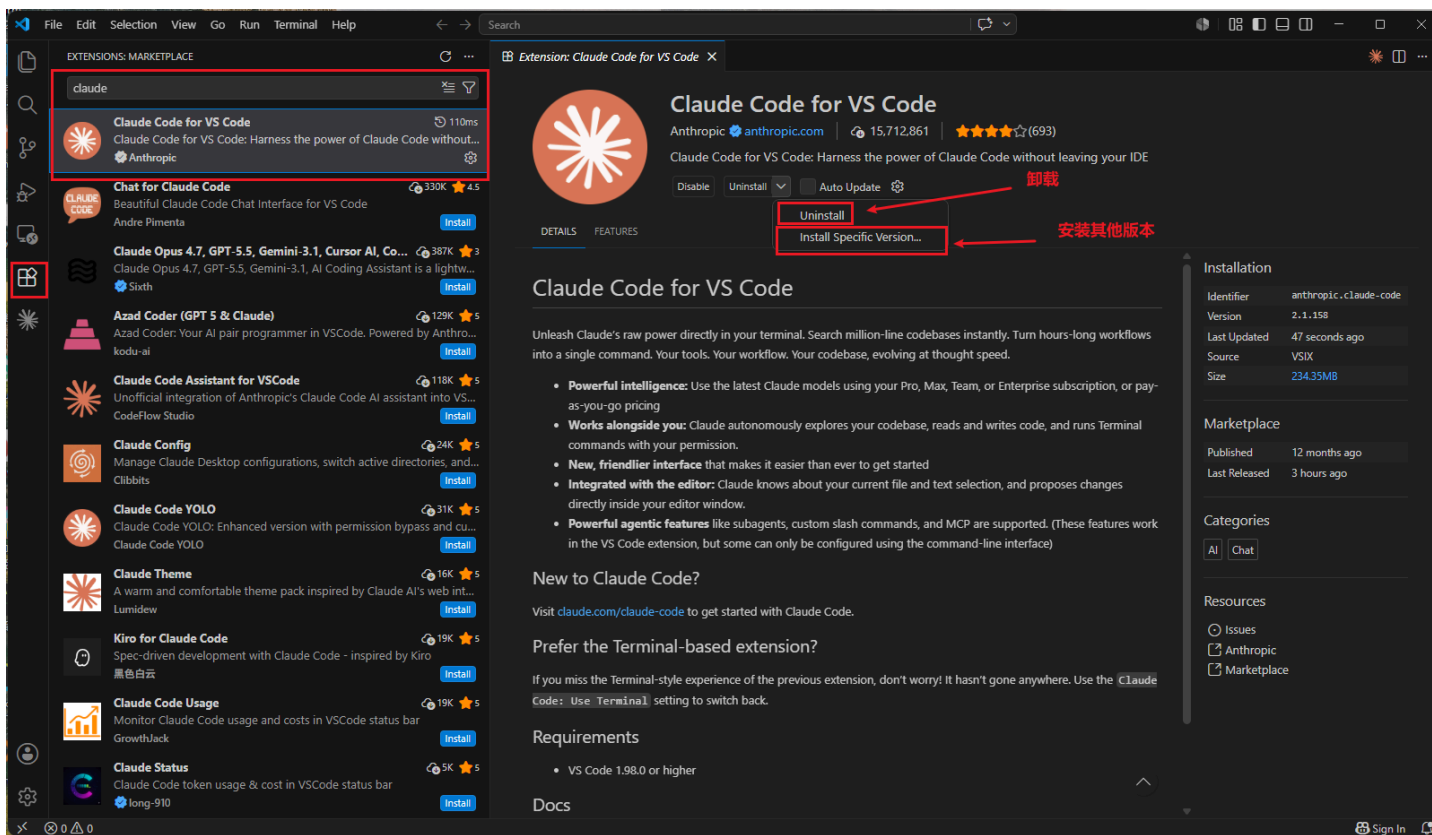 File Edit Selection View Go Run Terminal Help
Search
EXTENSIONS: MARKETPLACE
claude
Claude Code for VS Code 110ms
Claude Code for VS Code: Harness the power of Claude Code without...
Anthropic
Chat for Claude Code 330K 4.5
Beautiful Claude Code Chat Interface for VS Code
Andre Pimenta Install
CLAUDE CODE
Claude Opus 4.7, GPT-5.5, Gemini-3.1, Cursor AI, Co... 387K 3
Claude Opus 4.7, GPT-5.5, Gemini-3.1, AI Coding Assistant is a lightw...
Sixth Install
Azad Coder (GPT 5 & Claude) 129K 5
Azad Coder: Your AI pair programmer in VSCode. Powered by Anthro...
kodu-ai Install
Claude Code Assistant for VSCode 118K 5
Unofficial integration of Anthropic's Claude Code AI assistant into VS...
CodeFlow Studio Install
Claude Config 24K 5
Manage Claude Desktop configurations, switch active directories, and...
Clibbits Install
Claude Code YOLO 31K 5
Claude Code YOLO: Enhanced version with permission bypass and cu...
Claude Code YOLO Install
Claude Theme 16K 5
A warm and comfortable theme pack inspired by Claude AI's web int...
Lumidew Install
Kiro for Claude Code 19K 5
Spec-driven development with Claude Code - inspired by Kiro
黑色白云 Install
Claude Code Usage 19K 5
Monitor Claude Code usage and costs in VSCode status bar
GrowthJack Install
Claude Status 5K 5
Claude Code token usage & cost in VSCode status bar
long-910 Install
Extension: Claude Code for VS Code
Claude Code for VS Code
Anthropic anthropic.com 15,712,861 (693)
Claude Code for VS Code: Harness the power of Claude Code without leaving your IDE
Disable Uninstall Auto Update
卸载
Uninstall
Install Specific Version...
安装其他版本
DETAILS FEATURES
Claude Code for VS Code
Unleash Claude's raw power directly in your terminal. Search million-line codebases instantly. Turn hours-long workflows
into a single command. Your tools. Your workflow. Your codebase, evolving at thought speed.
• Powerful intelligence: Use the latest Claude models using your Pro, Max, Team, or Enterprise subscription, or pay-
as-you-go pricing
• Works alongside you: Claude autonomously explores your codebase, reads and writes code, and runs Terminal
commands with your permission.
• New, friendlier interface that makes it easier than ever to get started
• Integrated with the editor: Claude knows about your current file and text selection, and proposes changes
directly inside your editor window.
• Powerful agentic features like subagents, custom slash commands, and MCP are supported. (These features work
in the VS Code extension, but some can only be configured using the command-line interface)
New to Claude Code?
Visit claude.com/claude-code to get started with Claude Code.
Prefer the Terminal-based extension?
If you miss the Terminal-style experience of the previous extension, don't worry! It hasn't gone anywhere. Use the Claude
Code: Use Terminal setting to switch back.
Requirements
• VS Code 1.98.0 or higher
Docs
Installation
Identifier anthropic.claude-code
Version 2.1.158
Last Updated 47 seconds ago
Source VSIX
Size 234.35MB
Marketplace
Published 12 months ago
Last Released 3 hours ago
Categories
AI Chat
Resources
Issues
Anthropic
Marketplace
0 0
Sign In